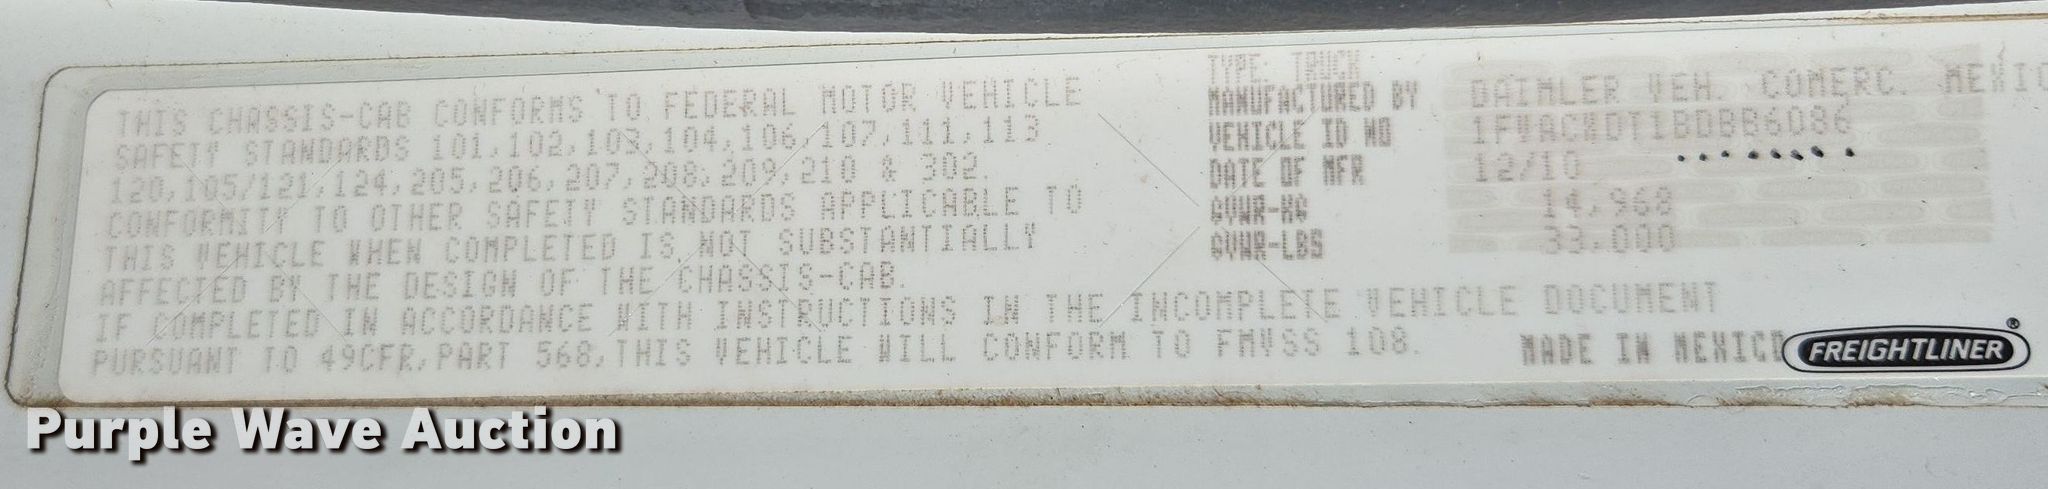 THIS CHASSIS-CAB CONFORMS TO FEDERAL MOTOR VEHICLE
SAFETY STANDARDS 101,102,103,104,106,107,111,113
120,105/121,124,205,206,207,208,209,210 & 302.
CONFORMITY TO OTHER SAFETY STANDARDS APPLICABLE TO
THIS VEHICLE WHEN COMPLETED IS NOT SUBSTANTIALLY
AFFECTED BY THE DESIGN OF THE CHASSIS-CAB.
IF COMPLETED IN ACCORDANCE WITH INSTRUCTIONS IN THE INCOMPLETE VEHICLE DOCUMENT
PURSUANT TO 49CFR,PART 568,THIS VEHICLE WILL CONFORM TO FMVSS 108.
TYPE: TRUCK
MANUFACTURED BY DAIMLER VEH. COMERC. MEXIC
VEHICLE ID NO 1FVACXDT1BDBB6086
DATE OF MFR 12/10
GVWR-KG 14,968
GVWR-LBS 33,000
MADE IN MEXICO
FREIGHTLINER®
Purple Wave Auction